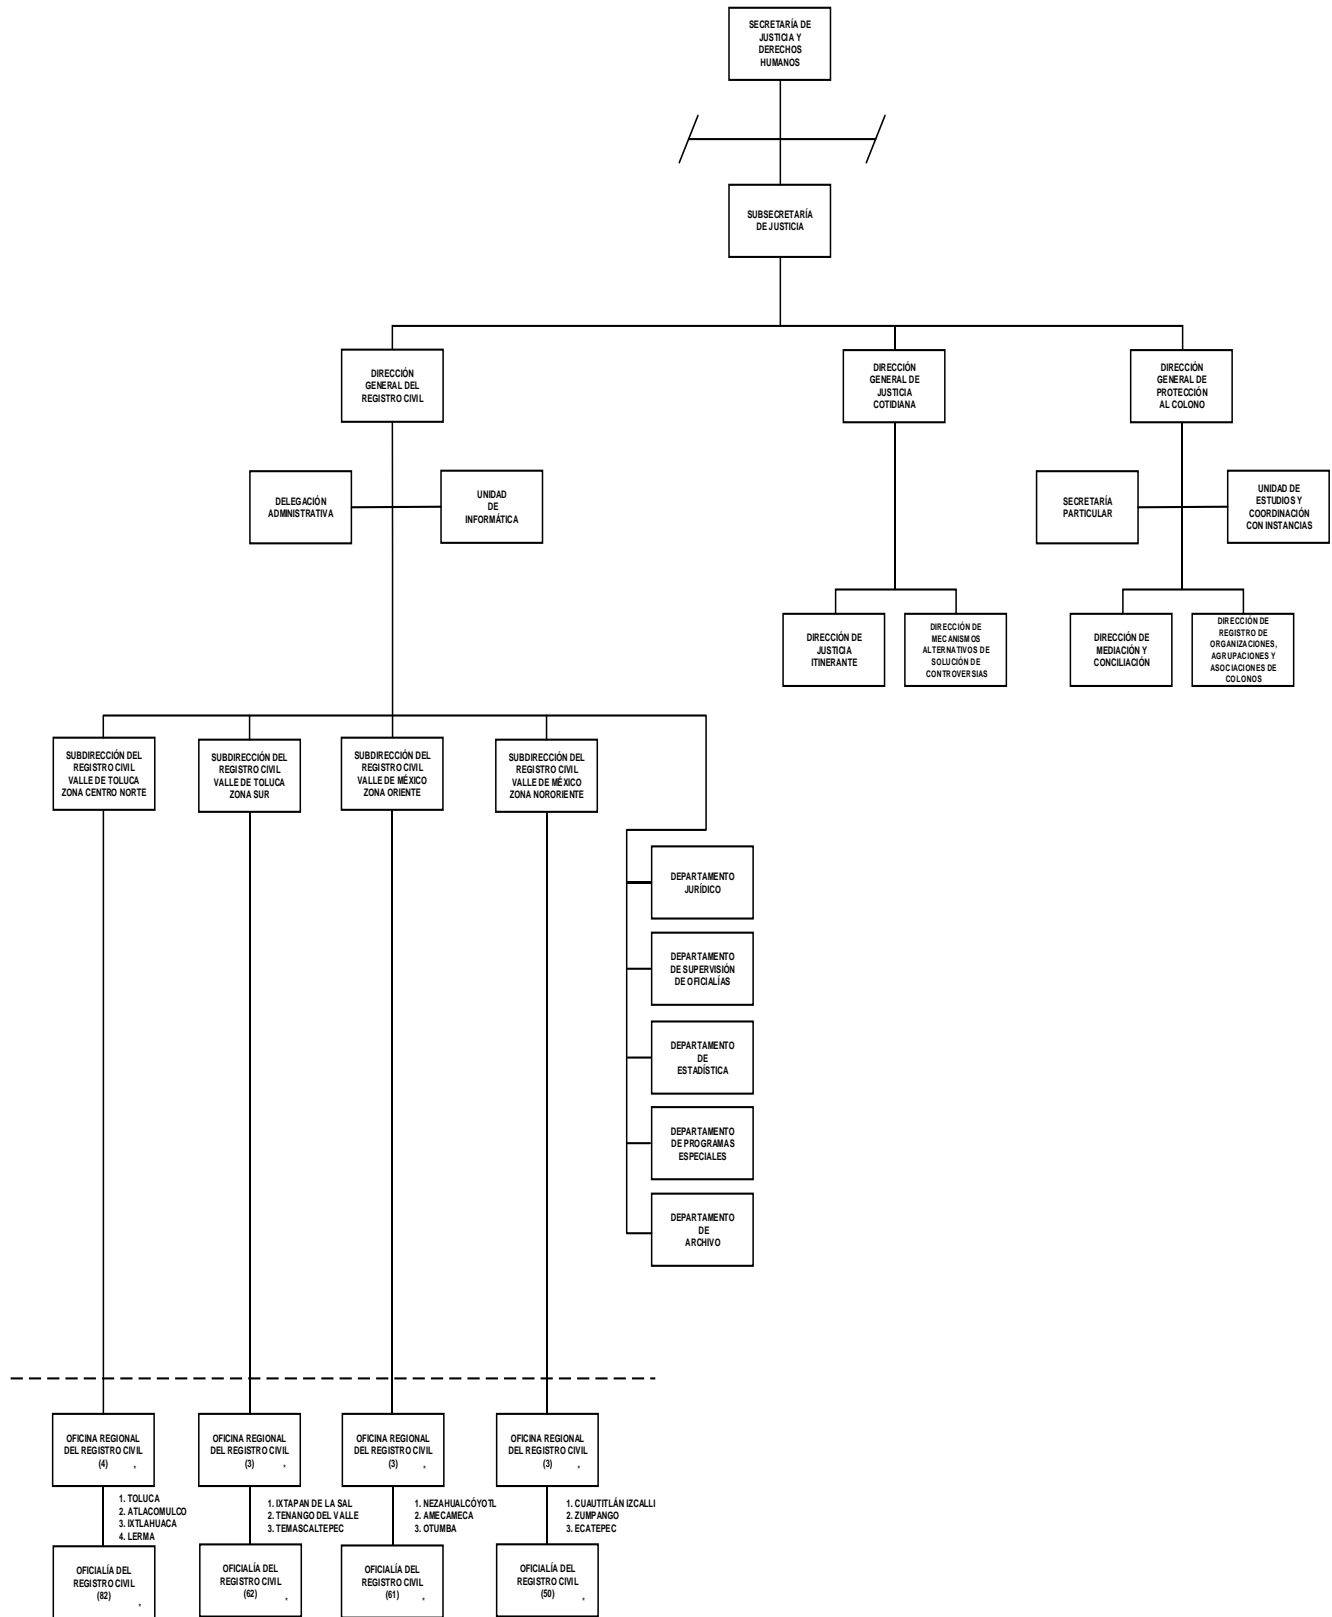 SECRETARÍA DE
JUSTICIA Y
DERECHOS
HUMANOS
SUBSECRETARÍA
DE JUSTICIA
DIRECCIÓN
GENERAL DEL
REGISTRO CIVIL
DIRECCIÓN
GENERAL DE
JUSTICIA
COTIDIANA
DIRECCIÓN
GENERAL DE
PROTECCIÓN
AL COLONO
DELEGACIÓN
ADMINISTRATIVA
UNIDAD
DE
INFORMÁTICA
SECRETARÍA
PARTICULAR
UNIDAD DE
ESTUDIOS Y
COORDINACIÓN
CON INSTANCIAS
DIRECCIÓN DE
JUSTICIA
ITINERANTE
DIRECCIÓN DE
MECANISMOS
ALTERNATIVOS DE
SOLUCIÓN DE
CONTROVERSIAS
DIRECCIÓN DE
MEDIACIÓN Y
CONCILIACIÓN
DIRECCIÓN DE
REGISTRO DE
ORGANIZACIONES,
AGRUPACIONES Y
ASOCIACIONES DE
COLONOS
SUBDIRECCIÓN DEL
REGISTRO CIVIL
VALLE DE TOLUCA
ZONA CENTRO NORTE
SUBDIRECCIÓN DEL
REGISTRO CIVIL
VALLE DE TOLUCA
ZONA SUR
SUBDIRECCIÓN DEL
REGISTRO CIVIL
VALLE DE MÉXICO
ZONA ORIENTE
SUBDIRECCIÓN DEL
REGISTRO CIVIL
VALLE DE MÉXICO
ZONA NORORIENTE
DEPARTAMENTO
JURÍDICO
DEPARTAMENTO
DE SUPERVISIÓN
DE OFICIALÍAS
DEPARTAMENTO
DE
ESTADÍSTICA
DEPARTAMENTO
DE PROGRAMAS
ESPECIALES
DEPARTAMENTO
DE
ARCHIVO
OFICINA REGIONAL
DEL REGISTRO CIVIL
(4) *
OFICINA REGIONAL
DEL REGISTRO CIVIL
(3) *
OFICINA REGIONAL
DEL REGISTRO CIVIL
(3) *
OFICINA REGIONAL
DEL REGISTRO CIVIL
(3) *
1. TOLUCA
2. ATLACOMULCO
3. IXTLAHUACA
4. LERMA
1. IXTAPAN DE LA SAL
2. TENANGO DEL VALLE
3. TEMASCALTEPEC
1. NEZAHUALCÓYOTL
2. AMECAMECA
3. OTUMBA
1. CUAUTITLÁN IZCALLI
2. ZUMPANGO
3. ECATEPEC
OFICIALÍA DEL
REGISTRO CIVIL
(82) *
OFICIALÍA DEL
REGISTRO CIVIL
(62) *
OFICIALÍA DEL
REGISTRO CIVIL
(61) *
OFICIALÍA DEL
REGISTRO CIVIL
(50) *